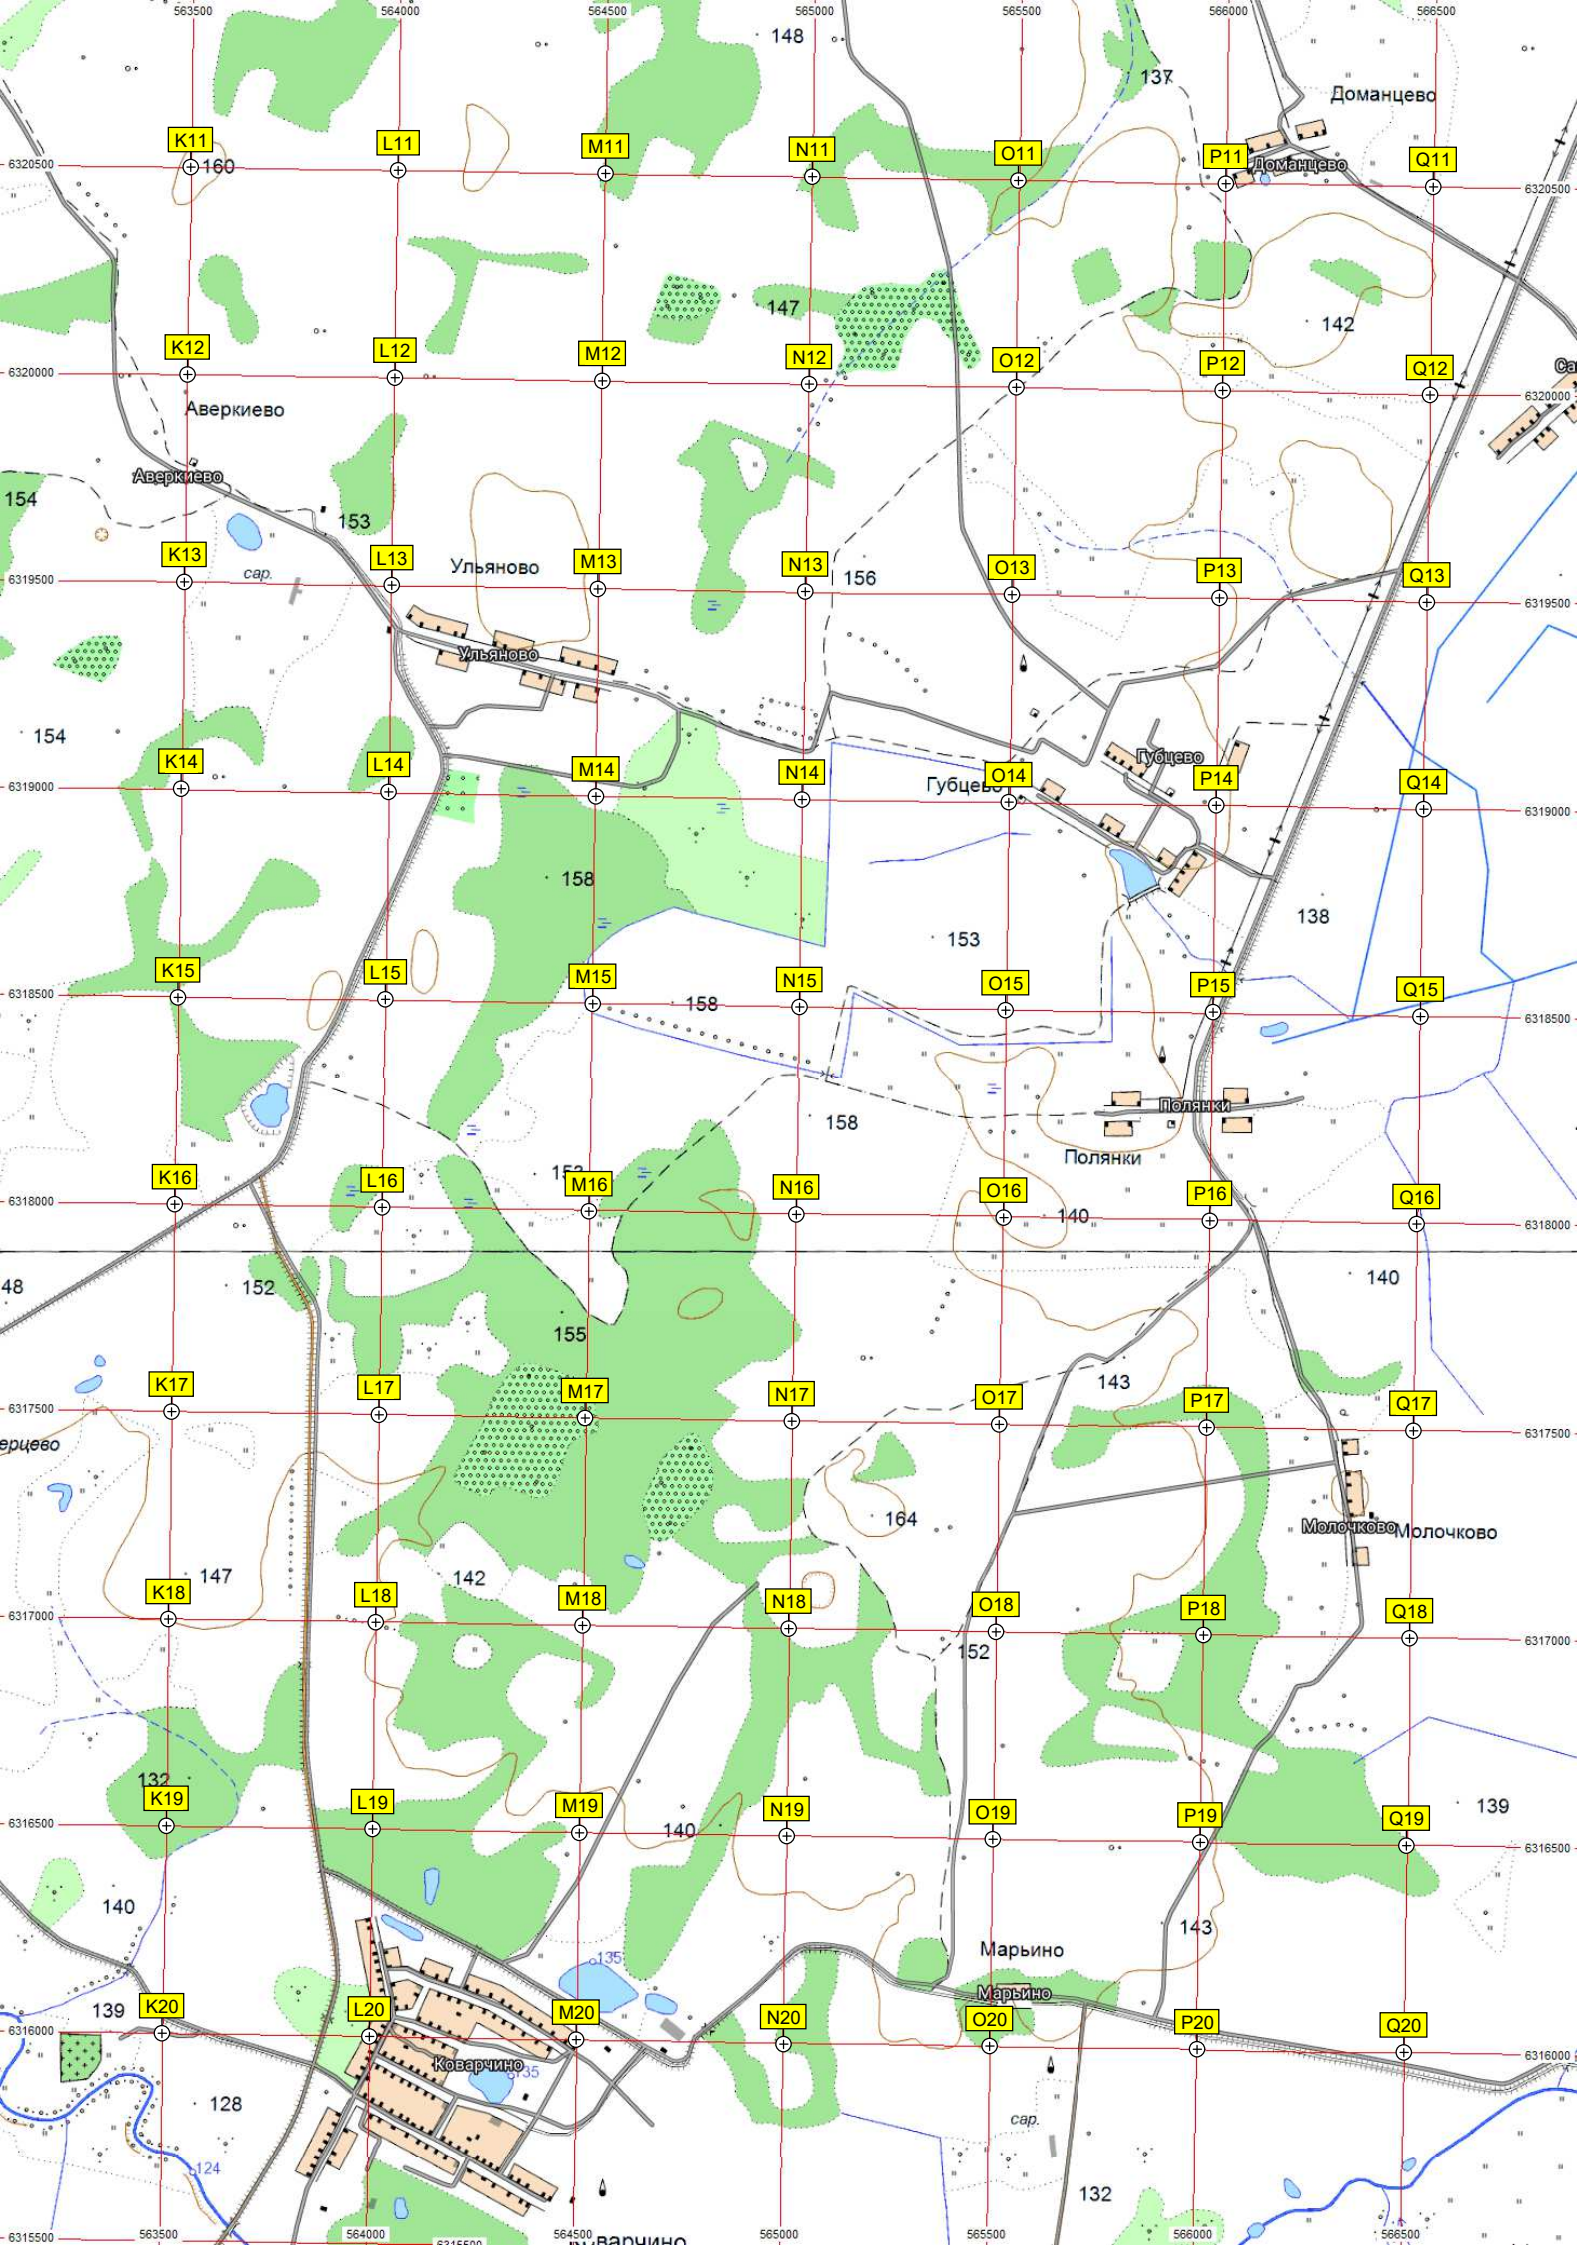 563500 564000 564500 565000 565500 566000 566500
148
137
Доманцево
K11 L11 M11 N11 O11 P11 Q11
6320500 160 Доманцево 6320500
147
142
K12 L12 M12 N12 O12 P12 Q12
6320000 6320000
Аверкиево
Аверкиево
154
153
сар.
Ульяново
156
K13 L13 M13 N13 O13 P13 Q13
6319500 6319500
Ульяново
154
Губцево
K14 L14 M14 N14 O14 P14 Q14
Губцево
6319000 6319000
158
138
153
K15 L15 M15 N15 O15 P15 Q15
6318500 158 6318500
Полянки
158
Полянки
K16 L16 M16 N16 O16 P16 Q16
6318000 140 6318000
48 152 140
155
143
K17 L17 M17 N17 O17 P17 Q17
6317500 6317500
ерцево
164
Молочково Молочково
147 142
K18 L18 M18 N18 O18 P18 Q18
6317000 6317000
152
132
K19 L19 M19 N19 O19 P19 Q19
139
6316500 140 6316500
140
143
Марьино
135
Марьино
139
K20 L20 M20 N20 O20 P20 Q20
6316000 6316000
Коварчино 135
128
сар.
124
132
6315500 563500 564000 564500 565000 565500 566000 566500
варчино